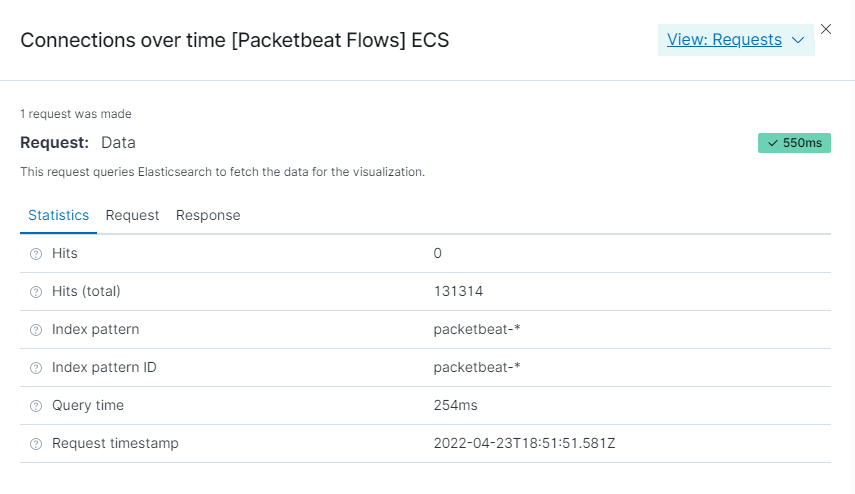 Connections over time [Packetbeat Flows] ECS
View: Requests
1 request was made
Request: Data
550ms
This request queries Elasticsearch to fetch the data for the visualization.
Statistics Request Response
Hits 0
Hits (total) 131314
Index pattern packetbeat-*
Index pattern ID packetbeat-*
Query time 254ms
Request timestamp 2022-04-23T18:51:51.581Z